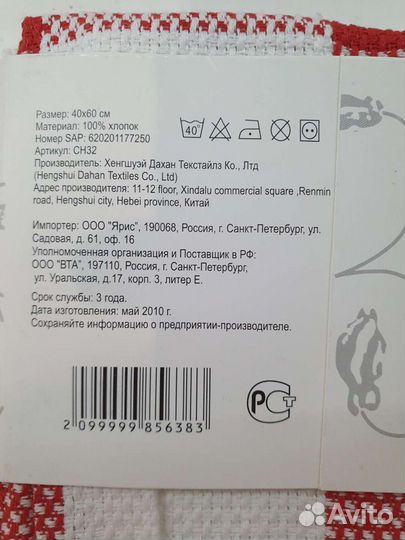 Размер: 40х60 см
Материал: 100% хлопок
Номер SAP: 620201177250
Артикул: CH32
40°
Производитель: Хенгшуэй Дахан Текстайлз Ко., Лтд
(Hengshui Dahan Textiles Co., Ltd)
Адрес производителя: 11-12 floor, Xindalu commercial square ,Renmin
road, Hengshui city, Hebei province, Китай
Импортер: ООО "Ярис", 190068, Россия, г. Санкт-Петербург, ул.
Садовая, д. 61, оф. 16
Уполномоченная организация и Поставщик в РФ:
ООО "ВТА", 197110, Россия, г. Санкт-Петербург,
ул. Уральская, д.17, корп. 3, литер Е.
Срок службы: 3 года.
Дата изготовления: май 2010 г.
Сохраняйте информацию о предприятии-производителе.
2 099999 856383
РСТ
Avito